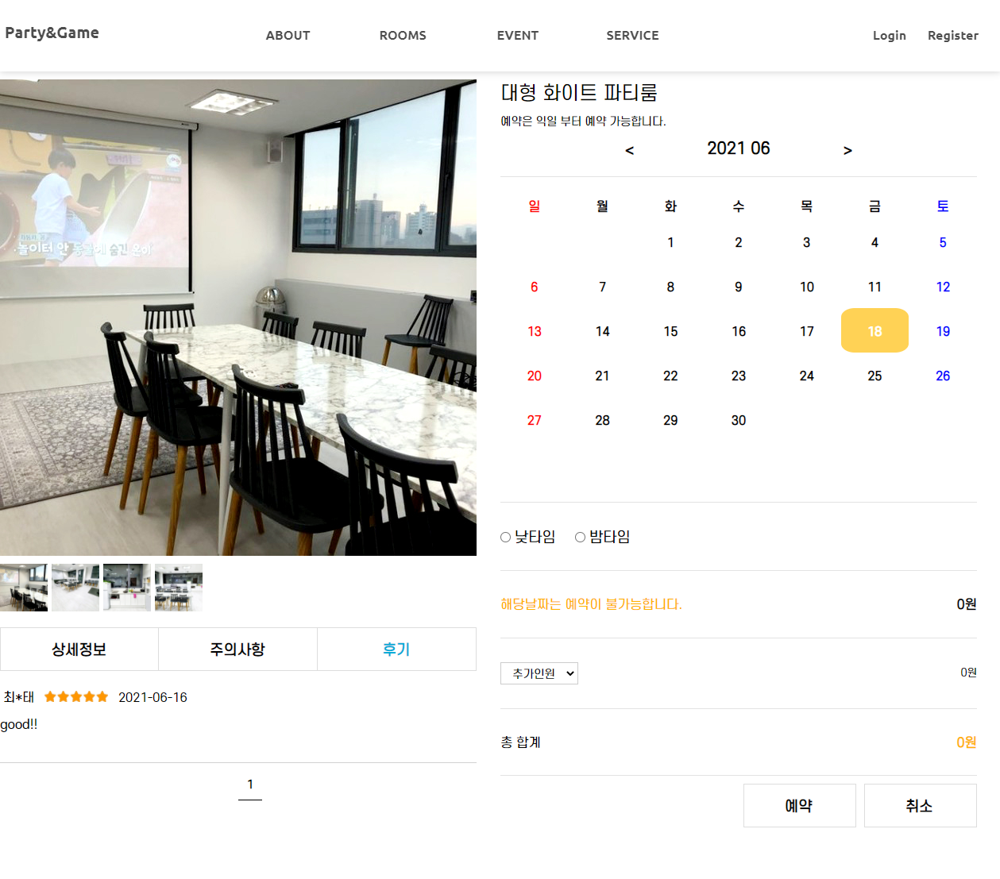 Party&Game
ABOUT ROOMS EVENT SERVICE
Login Register
놀이터 안 동굴에 숨긴 온이
대형 화이트 파티룸
예약은 익일 부터 예약 가능합니다.
< 2021 06 >
일 월 화 수 목 금 토
1 2 3 4 5
6 7 8 9 10 11 12
13 14 15 16 17 18 19
20 21 22 23 24 25 26
27 28 29 30
낮타임 밤타임
해당날짜는 예약이 불가능합니다. 0원
추가인원 0원
총 합계 0원
예약 취소
상세정보 주의사항 후기
최*태 2021-06-16
good!!
1